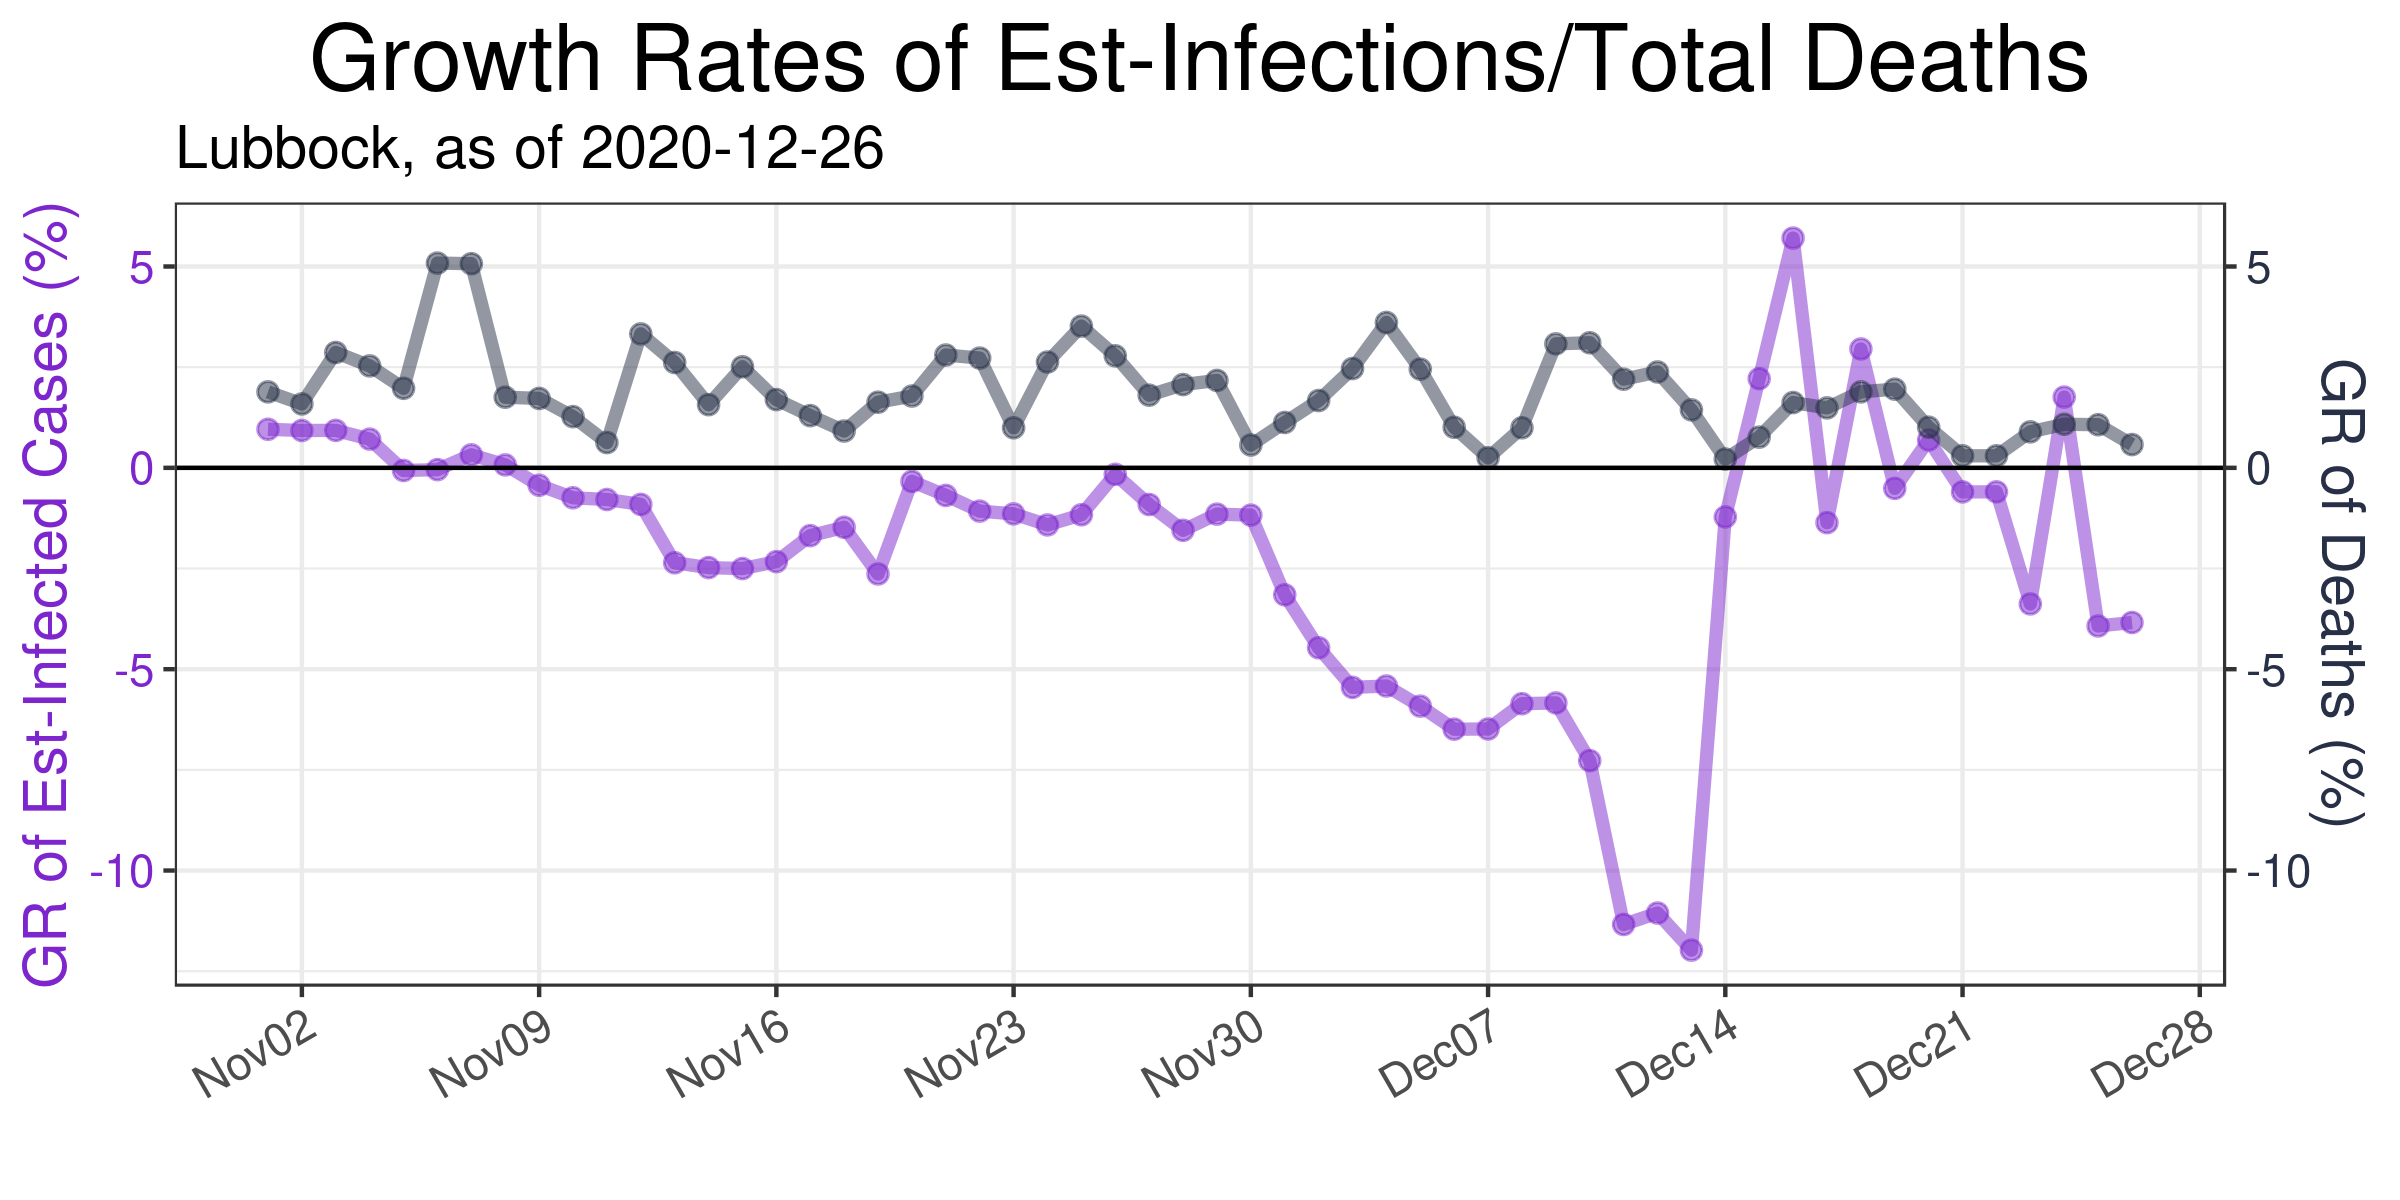 Growth Rates of Est-Infections/Total Deaths
Lubbock, as of 2020-12-26
GR of Est-Infected Cases (%)
5
0
-5
-10
5
0
-5
-10
GR of Deaths (%)
Nov02
Nov09
Nov16
Nov23
Nov30
Dec07
Dec14
Dec21
Dec28